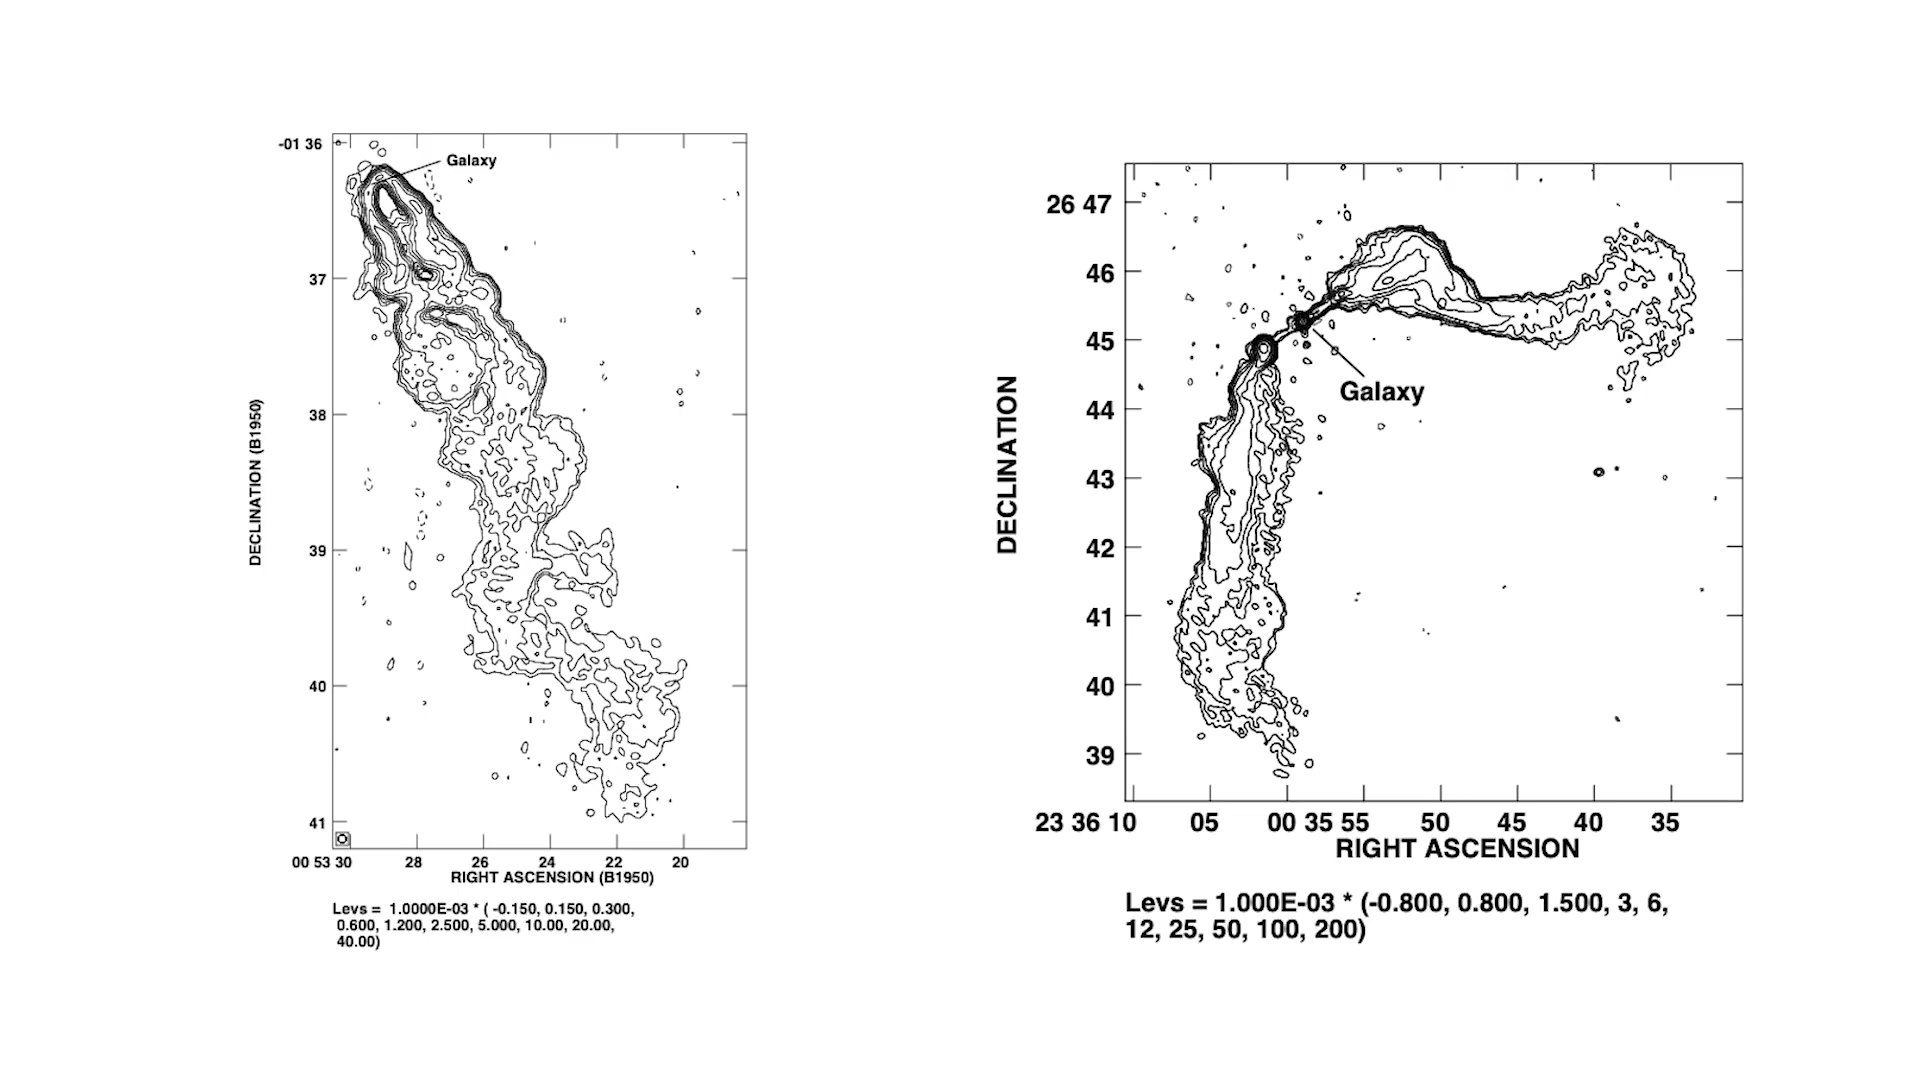 -01 36
Galaxy
37
38
39
40
41
DECLINATION (B1950)
00 53 30 28 26 24 22 20
RIGHT ASCENSION (B1950)
Levs = 1.0000E-03 * ( -0.150, 0.150, 0.300,
0.600, 1.200, 2.500, 5.000, 10.00, 20.00,
40.00)
26 47
46
45
44
43
42
41
40
39
Galaxy
DECLINATION
23 36 10 05 00 35 55 50 45 40 35
RIGHT ASCENSION
Levs = 1.000E-03 * (-0.800, 0.800, 1.500, 3, 6,
12, 25, 50, 100, 200)